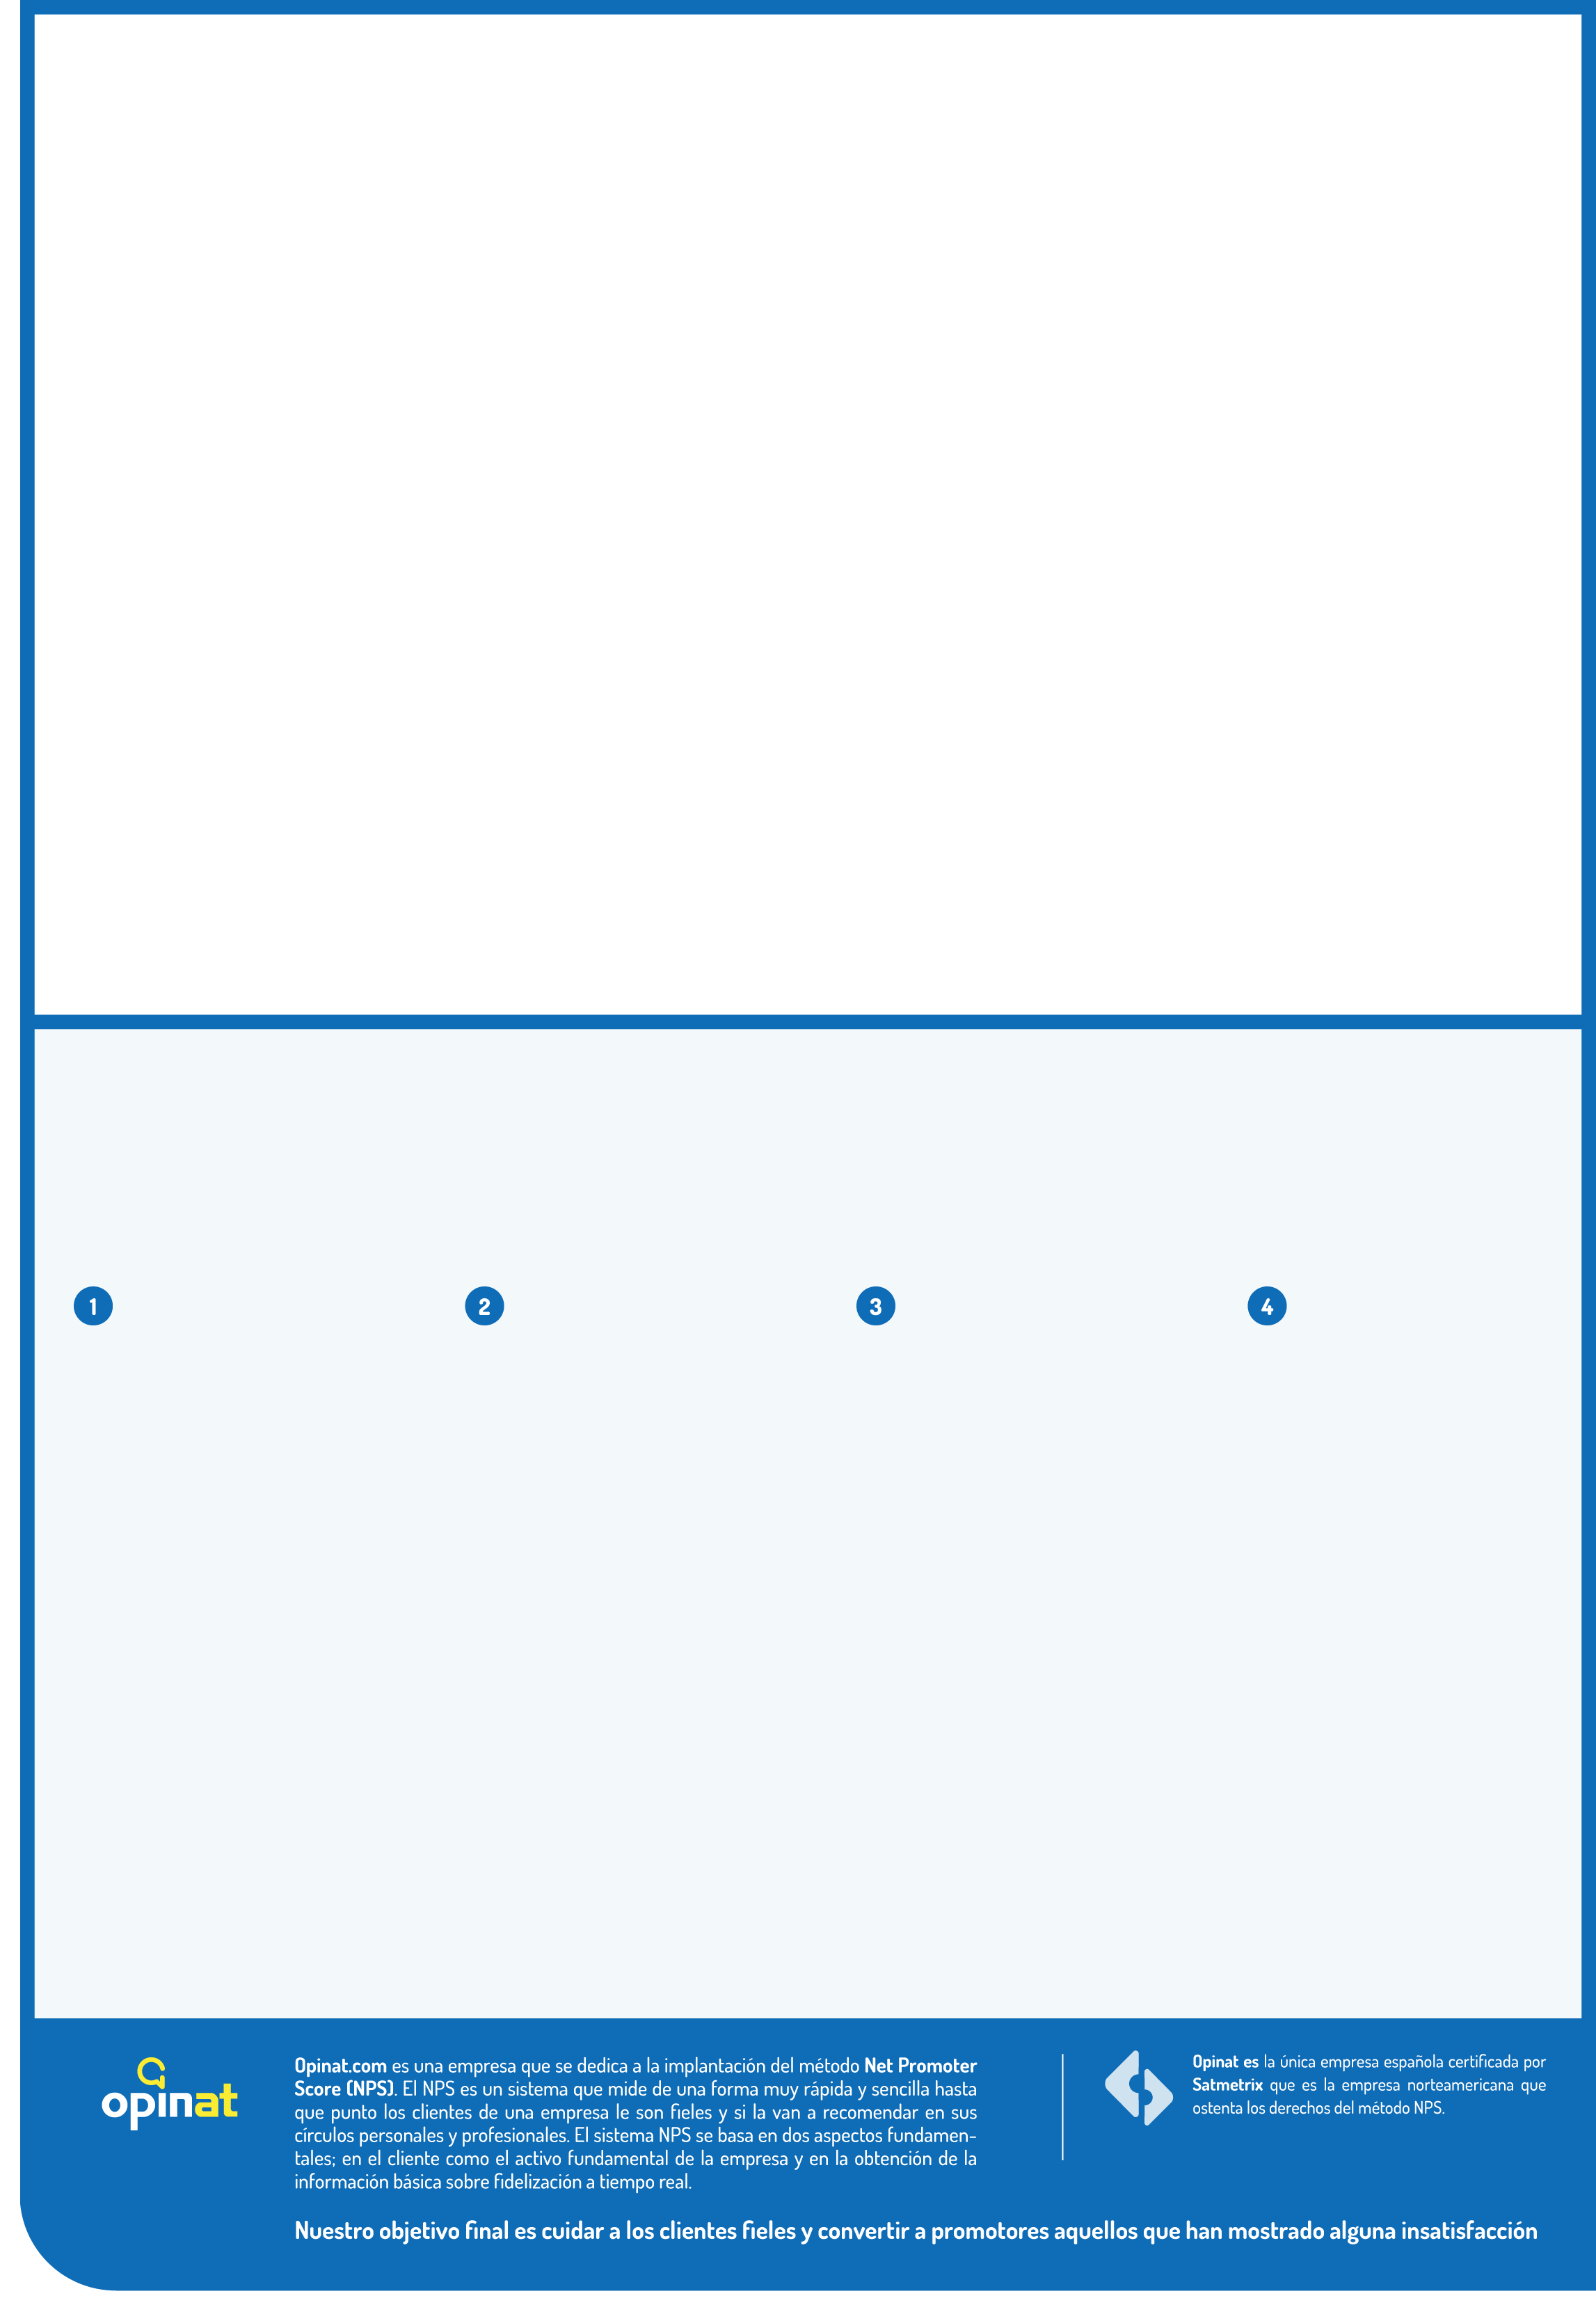 1
2
3
4
opinat
Opinat.com es una empresa que se dedica a la implantación del método Net Promoter
Score (NPS). El NPS es un sistema que mide de una forma muy rápida y sencilla hasta
que punto los clientes de una empresa le son fieles y si la van a recomendar en sus
círculos personales y profesionales. El sistema NPS se basa en dos aspectos fundamen-
tales; en el cliente como el activo fundamental de la empresa y en la obtención de la
información básica sobre fidelización a tiempo real.
Opinat es la única empresa española certificada por
Satmetrix que es la empresa norteamericana que
ostenta los derechos del método NPS.
Nuestro objetivo final es cuidar a los clientes fieles y convertir a promotores aquellos que han mostrado alguna insatisfacción